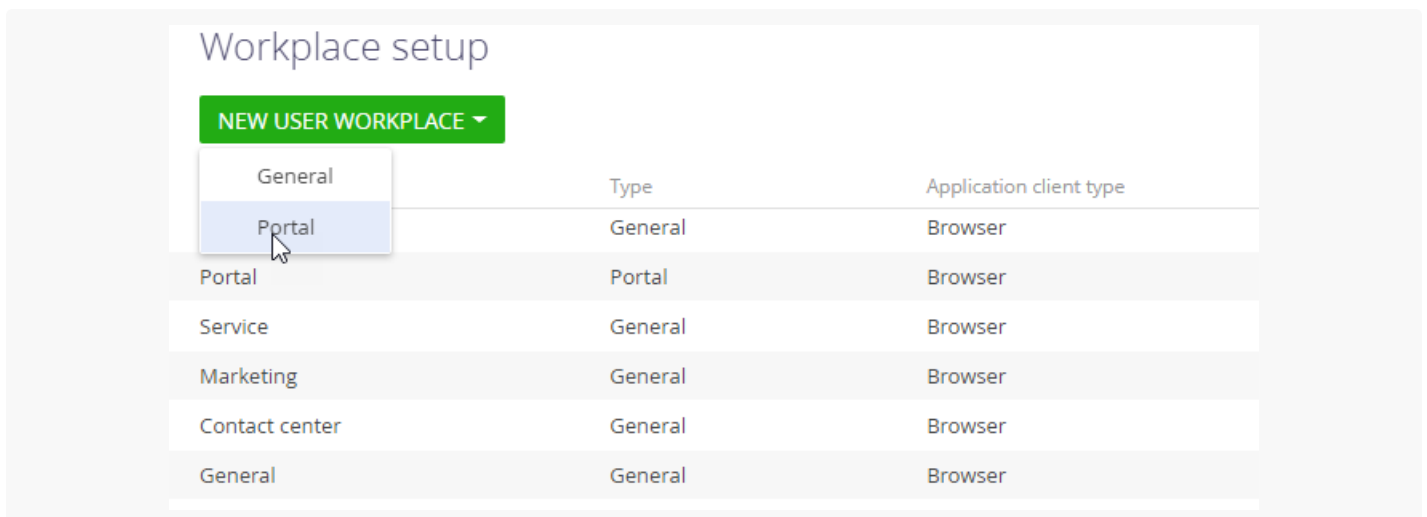 Workplace setup
NEW USER WORKPLACE
General
Type Application client type
Portal General Browser
Portal Portal Browser
Service General Browser
Marketing General Browser
Contact center General Browser
General General Browser